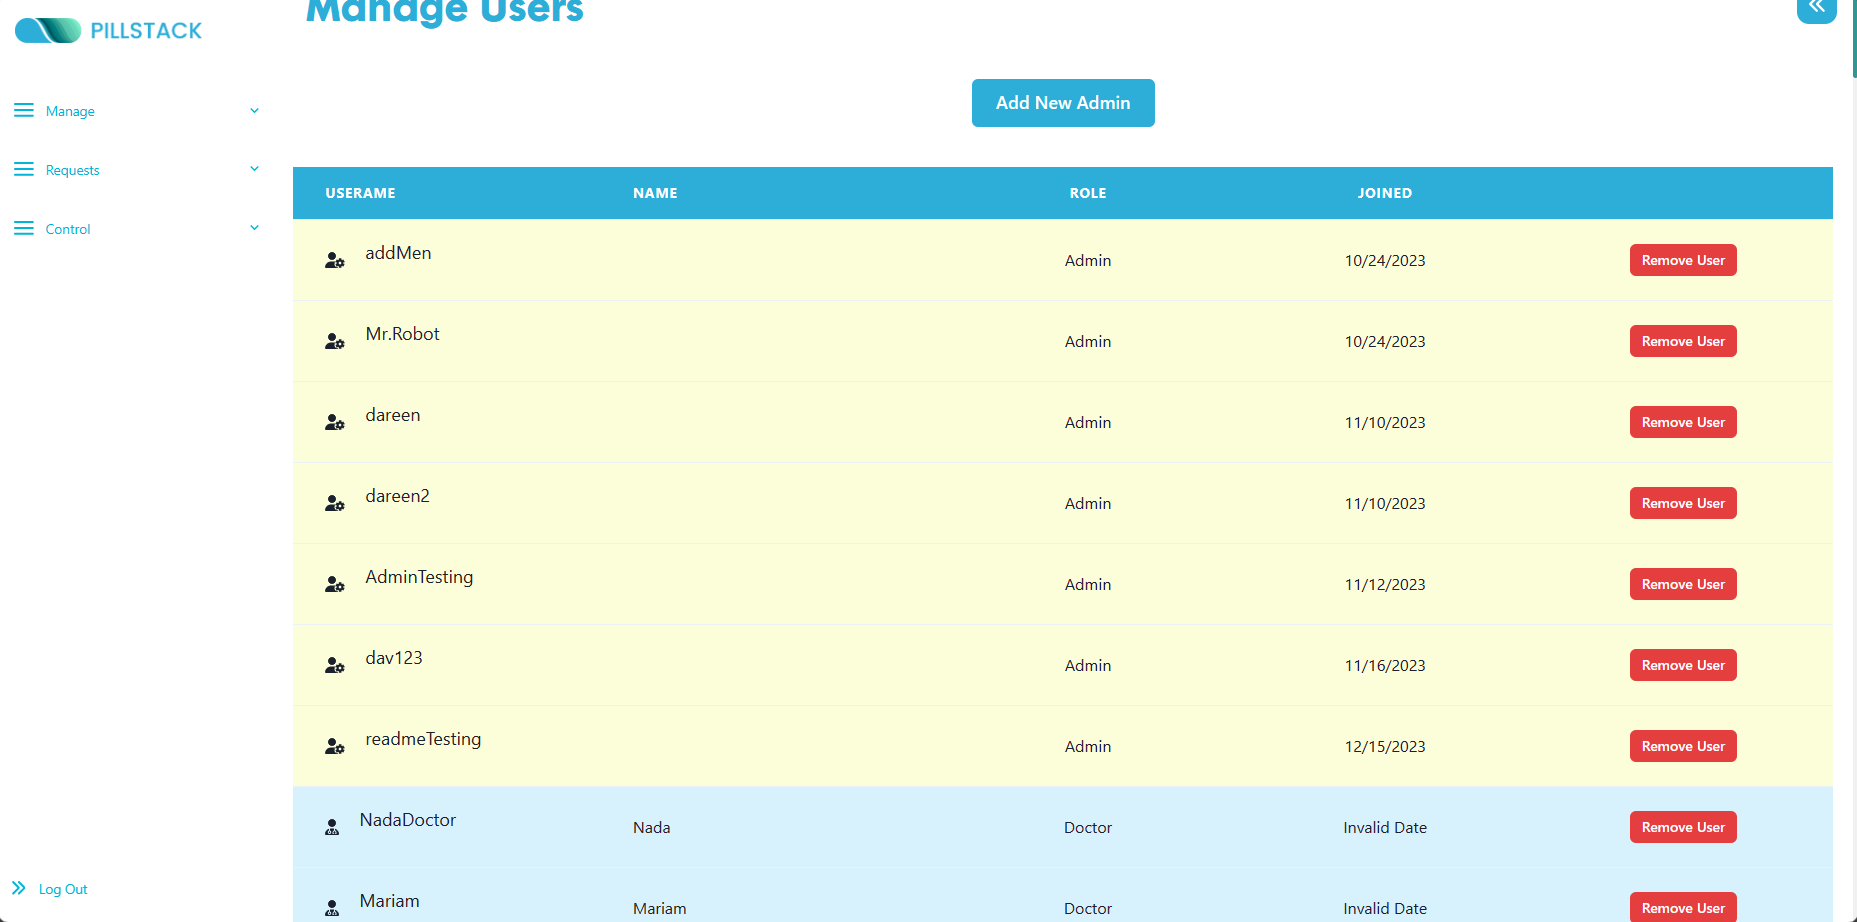 PILLSTACK
Manage Users
Manage
Requests
Control
Log Out
Add New Admin
USERAME NAME ROLE JOINED
addMen Admin 10/24/2023 Remove User
Mr.Robot Admin 10/24/2023 Remove User
dareen Admin 11/10/2023 Remove User
dareen2 Admin 11/10/2023 Remove User
AdminTesting Admin 11/12/2023 Remove User
dav123 Admin 11/16/2023 Remove User
readmeTesting Admin 12/15/2023 Remove User
NadaDoctor Nada Doctor Invalid Date Remove User
Mariam Mariam Doctor Invalid Date Remove User